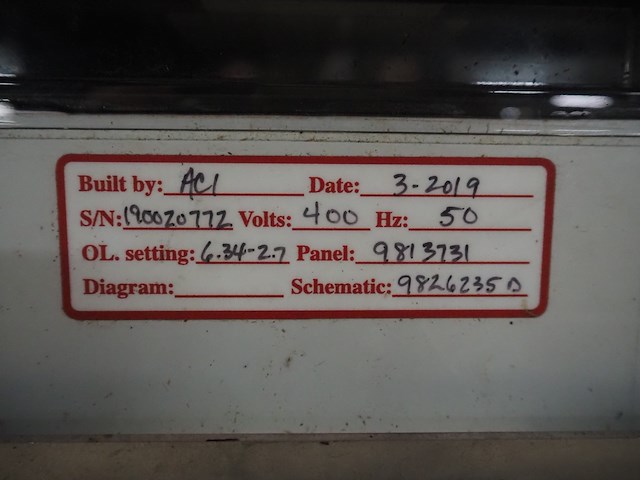 Built by: ACI Date: 3-2019
S/N: 190020772 Volts: 400 Hz: 50
OL. setting: 6.34-2.7 Panel: 9813731
Diagram: Schematic: 9826235 D